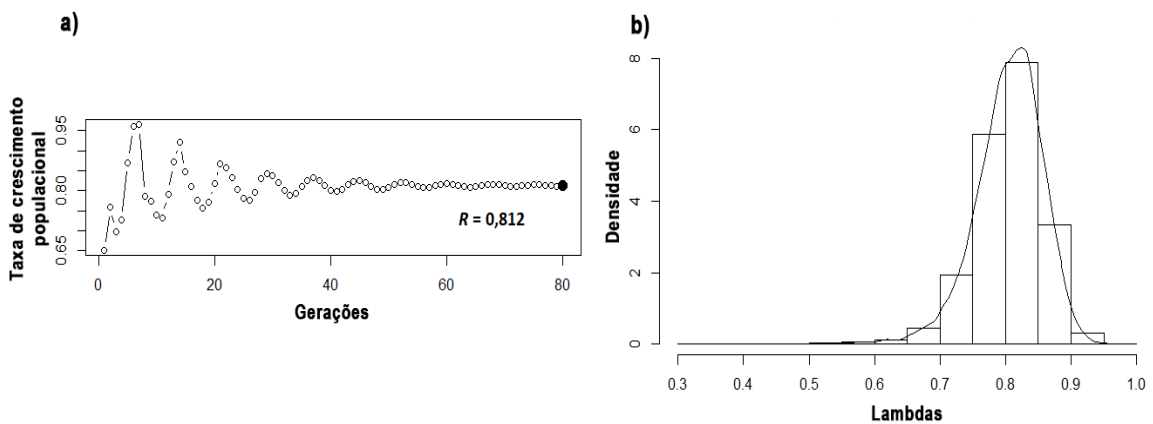 a)
Taxa de crescimento
populacional
0.65 0.80 0.95
R = 0,812
0 20 40 60 80
Gerações
b)
Densidade
0 2 4 6 8
0.3 0.4 0.5 0.6 0.7 0.8 0.9 1.0
Lambdas